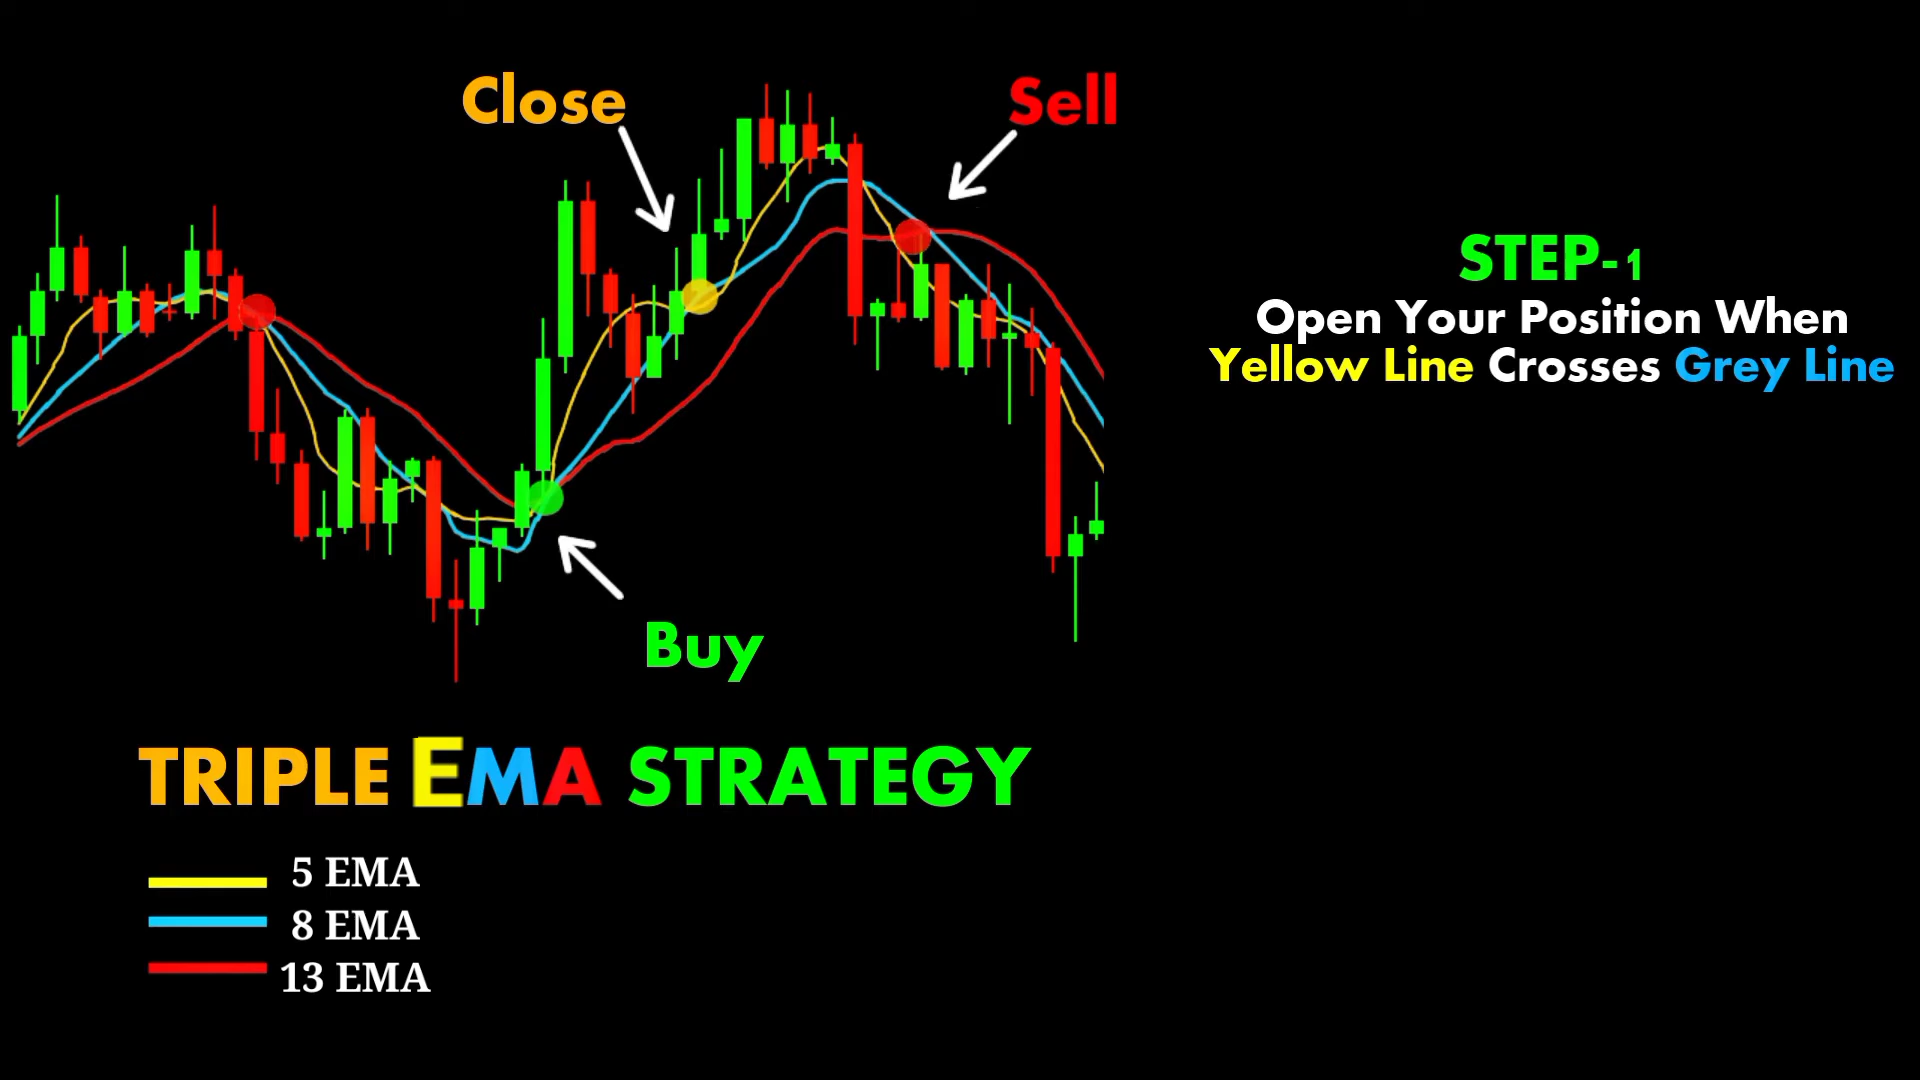 Close
Sell
STEP-1
Open Your Position When
Yellow Line Crosses Grey Line
Buy
TRIPLE EMA STRATEGY
5 EMA
8 EMA
13 EMA